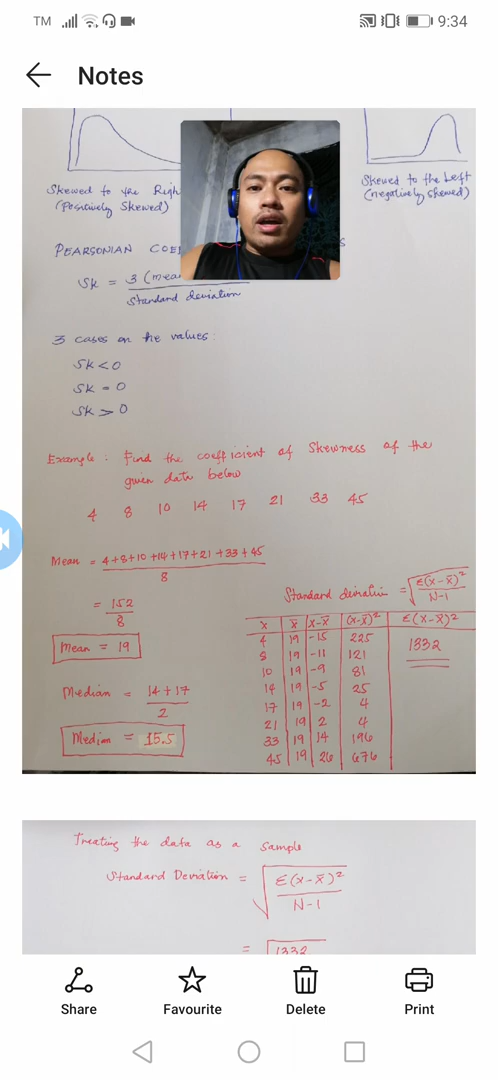 TM 9:34
Notes
Skewed to the Righ
(Positively Skewed)
Skewed to the Left
(negatively skewed)
PEARSONIAN COE S
Sk = 3 (mea
Standard deviation
3 cases on the values:
Sk < 0
Sk = 0
Sk > 0
Example: Find the coefficient of Skewness of the
given data below
4 8 10 14 17 21 33 45
Mean = 4+8+10+14+17+21+33+45
8
= 152
8
Mean = 19
Median = 14+17
2
Median = 15.5
Standard deviation = √Σ(x-x̄)²
N-1
x x̄ x-x̄ (x-x̄)² Σ(x-x̄)²
4 19 -15 225 1332
8 19 -11 121
10 19 -9 81
14 19 -5 25
17 19 -2 4
21 19 2 4
33 19 14 196
45 19 26 676
Treating the data as a sample
Standard Deviation = √Σ(x-x̄)²
N-1
= √1332
Share Favourite Delete Print